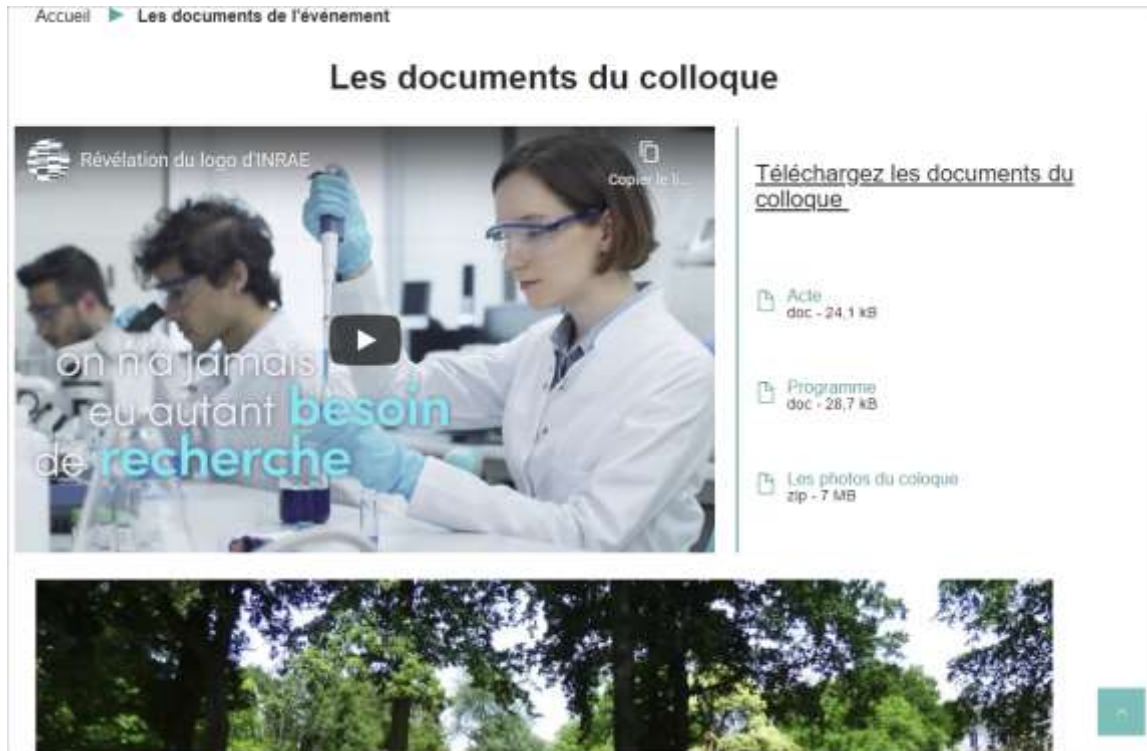 Accueil ▶ Les documents de l'événement
Les documents du colloque
Révélation du logo d'INRAE
Copier le li...
on n'a jamais
eu autant besoin
de recherche
Téléchargez les documents du
colloque
Acte
doc - 24,1 kB
Programme
doc - 28,7 kB
Les photos du coloque
zip - 7 MB